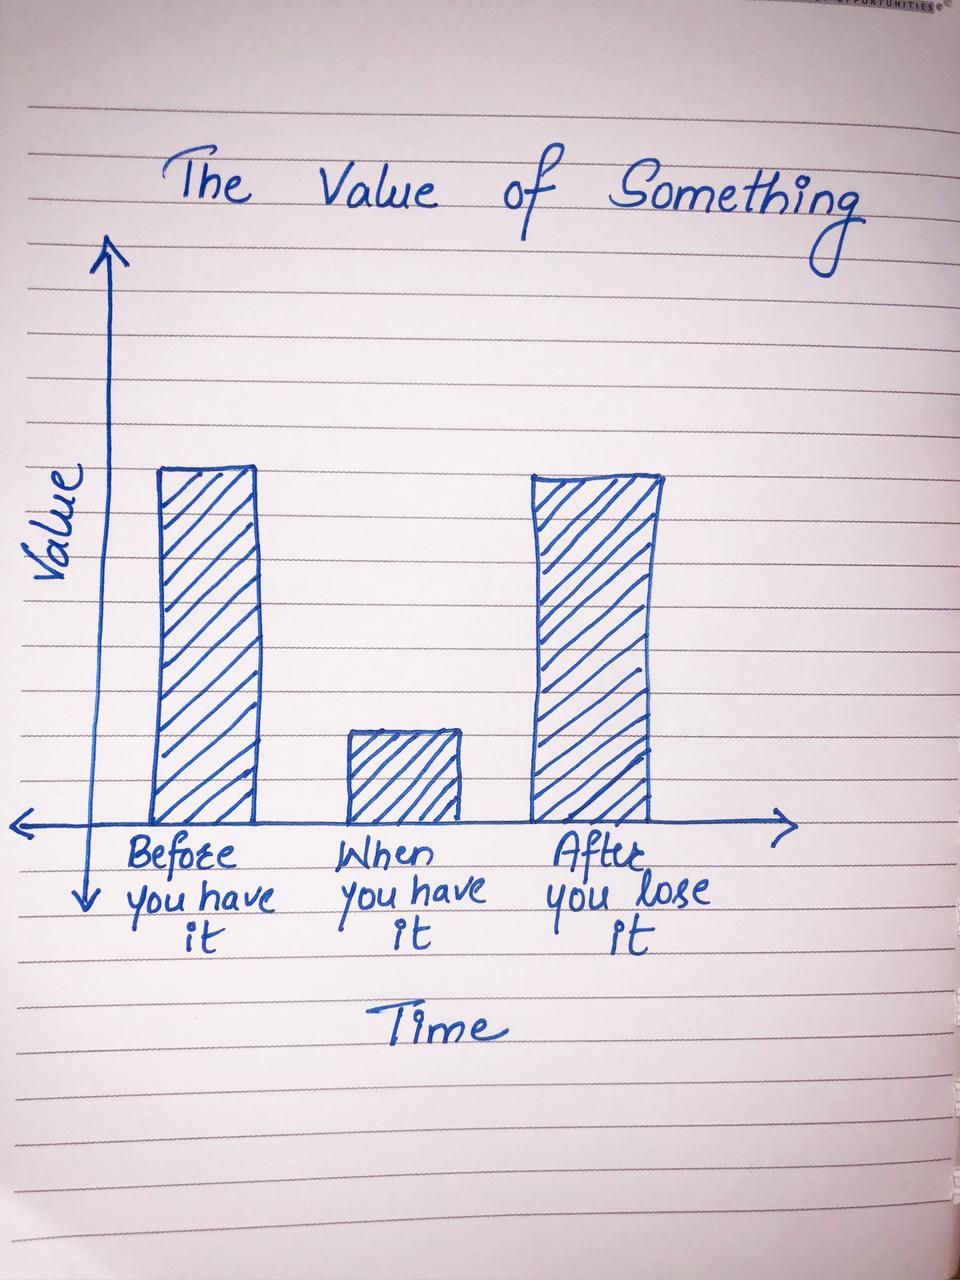 OPPORTUNITIES
The Value of Something
Value
Before
you have
it
When
you have
it
After
you lose
it
Time